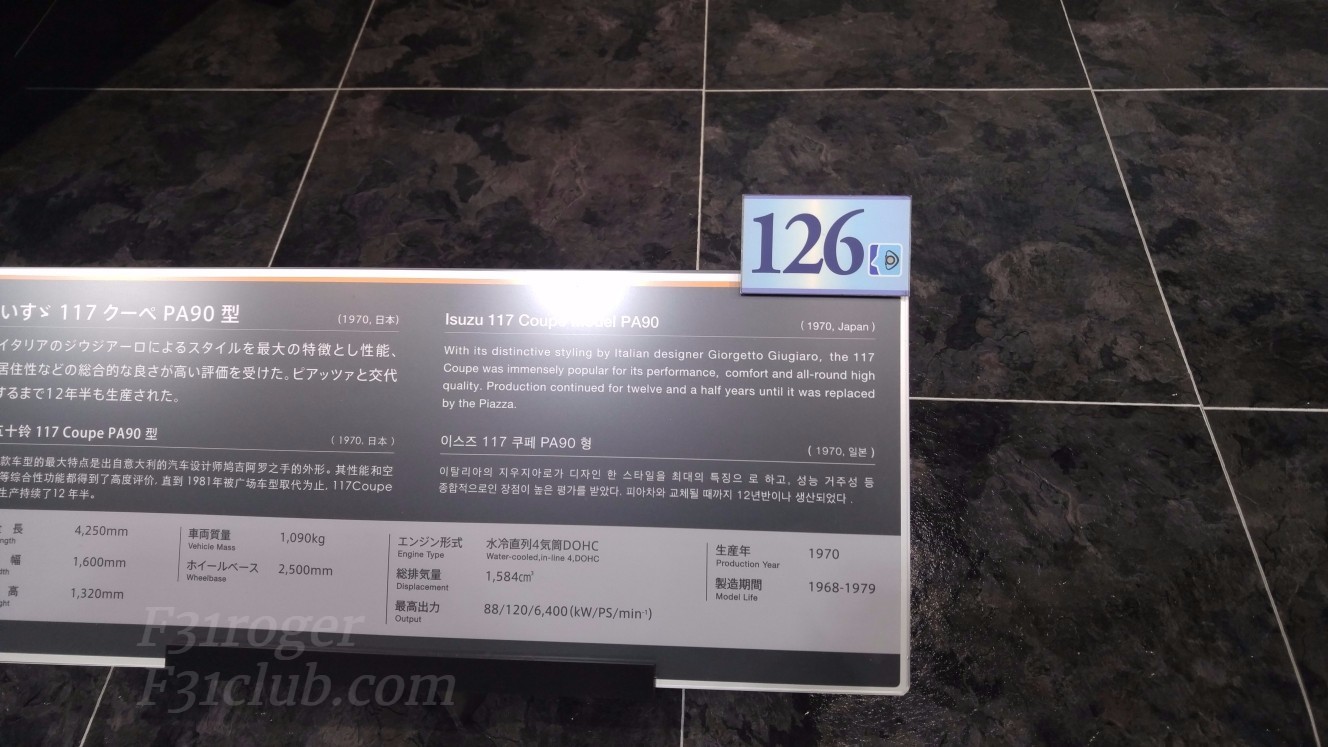 126
いすゞ 117 クーペ PA90 型
(1970, 日本)
イタリアのジウジアーロによるスタイルを最大の特徴とし性能、
居住性などの総合的な良さが高い評価を受けた。ピアッツァと交代
するまで12年半も生産された。
五十铃 117 Coupe PA90 型
( 1970, 日本 )
款车型的最大特点是出自意大利的汽车设计师鸠吉阿罗之手的外形。其性能和空
等综合性功能都得到了高度评价. 直到 1981年被广场车型取代为止, 117Coupe
生产持续了12 年半。
Isuzu 117 Coupe Model PA90
( 1970, Japan )
With its distinctive styling by Italian designer Giorgetto Giugiaro, the 117
Coupe was immensely popular for its performance, comfort and all-round high
quality. Production continued for twelve and a half years until it was replaced
by the Piazza.
이스즈 117 쿠페 PA90 형
( 1970, 일본 )
이탈리아의 지우지아로가 디자인 한 스타일을 최대의 특징으 로 하고, 성능 거주성 등
종합적으로인 장점이 높은 평가를 받았다. 피아차와 교체될 때까지 12년반이나 생산되었다 .
長 4,250mm
幅 1,600mm
高 1,320mm
車両質量 1,090kg
Vehicle Mass
ホイールベース 2,500mm
Wheelbase
エンジン形式 水冷直列4気筒DOHC
Engine Type Water-cooled,in-line 4,DOHC
総排気量 1,584㎤
Displacement
最高出力 88/120/6,400(kW/PS/min⁻¹)
Output
生産年 1970
Production Year
製造期間 1968-1979
Model Life
F31roger
F31club.com